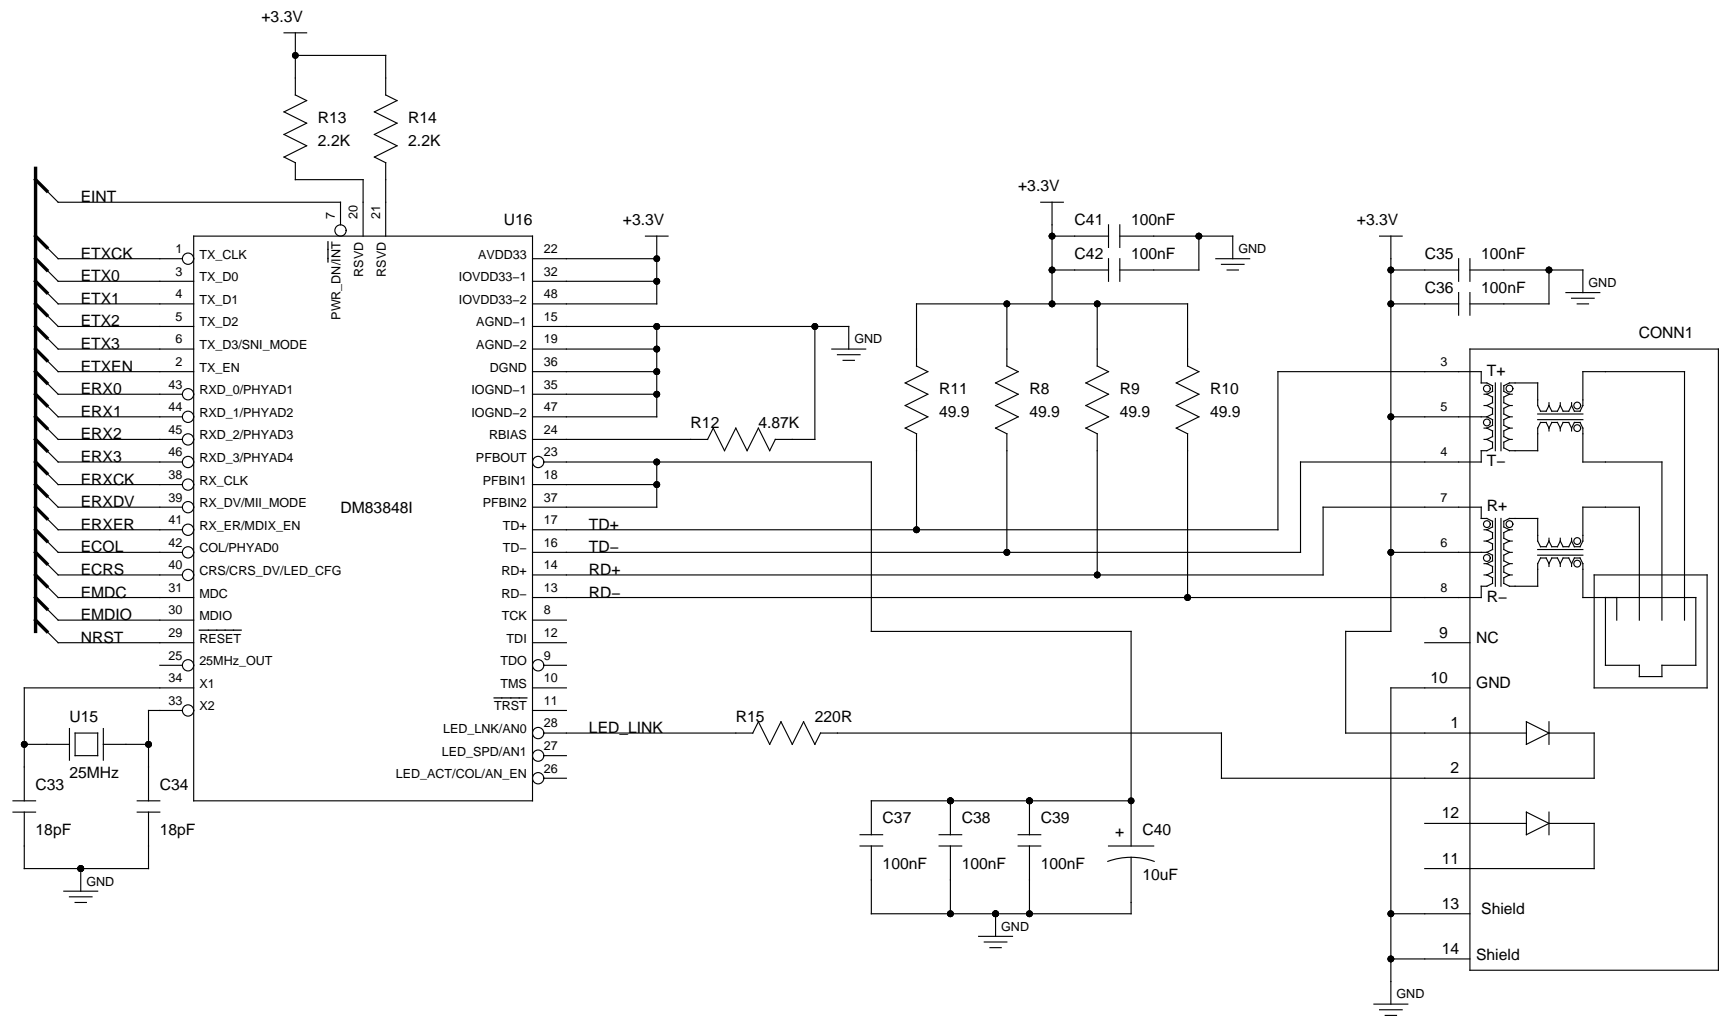 +3.3V
R13
2.2K
R14
2.2K
EINT
7
20
21
U16
+3.3V
+3.3V
C41
100nF
C42
100nF
GND
+3.3V
C35
100nF
C36
100nF
GND
CONN1
ETXCK
1
TX_CLK
ETX0
3
TX_D0
ETX1
4
TX_D1
ETX2
5
TX_D2
ETX3
6
TX_D3/SNI_MODE
ETXEN
2
TX_EN
ERX0
43
RXD_0/PHYAD1
ERX1
44
RXD_1/PHYAD2
ERX2
45
RXD_2/PHYAD3
ERX3
46
RXD_3/PHYAD4
ERXCK
38
RX_CLK
ERXDV
39
RX_DV/MII_MODE
ERXER
41
RX_ER/MDIX_EN
ECOL
42
COL/PHYAD0
ECRS
40
CRS/CRS_DV/LED_CFG
EMDC
31
MDC
EMDIO
30
MDIO
NRST
29
RESET
25
25MHz_OUT
34
X1
33
X2
PWR_DN/INT
RSVD
RSVD
DM83848I
AVDD33
22
IOVDD33-1
32
IOVDD33-2
48
AGND-1
15
AGND-2
19
DGND
36
IOGND-1
35
IOGND-2
47
RBIAS
24
PFBOUT
23
PFBIN1
18
PFBIN2
37
TD+
17
TD+
TD-
16
TD-
RD+
14
RD+
RD-
13
RD-
TCK
8
TDI
12
TDO
9
TMS
10
TRST
11
LED_LNK/AN0
28
LED_LINK
LED_SPD/AN1
27
LED_ACT/COL/AN_EN
26
GND
R12
4.87K
R11
49.9
R8
49.9
R9
49.9
R10
49.9
R15
220R
U15
25MHz
C33
18pF
C34
18pF
GND
C37
100nF
C38
100nF
C39
100nF
+
C40
10uF
GND
3
T+
5
4
T-
7
R+
6
8
R-
9
NC
10
GND
1
2
12
11
13
Shield
14
Shield
GND